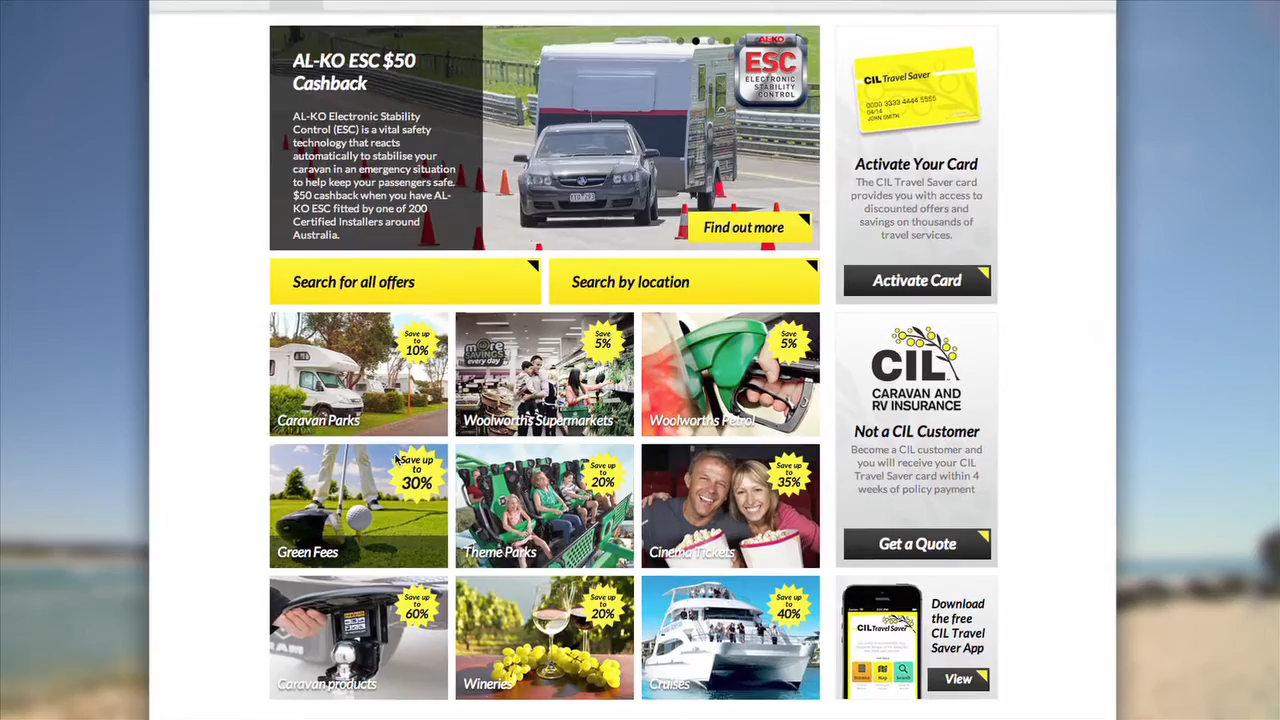 AL-KO ESC $50
Cashback
AL-KO Electronic Stability
Control (ESC) is a vital safety
technology that reacts
automatically to stabilise your
caravan in an emergency situation
to help keep your passengers safe.
$50 cashback when you have AL-
KO ESC fitted by one of 200
Certified Installers around
Australia.
AL-KO
ESC
ELECTRONIC
STABILITY
CONTROL
Find out more
CIL Travel Saver
0000 3333 4444 5555
04/14
JOHN SMITH
Activate Your Card
The CIL Travel Saver card
provides you with access to
discounted offers and
savings on thousands of
travel services.
Activate Card
Search for all offers
Search by location
Save up
to
10%
Caravan Parks
more
SAVINGS
every day
Save
5%
Woolworths Supermarkets
Save
5%
Woolworths Petrol
CIL
CARAVAN AND
RV INSURANCE
Not a CIL Customer
Become a CIL customer and
you will receive your CIL
Travel Saver card within 4
weeks of policy payment
Get a Quote
Save up
to
30%
Green Fees
Save up
to
20%
Theme Parks
Save up
to
35%
Cinema Tickets
Save up
to
60%
Caravan products
Save up
to
20%
Wineries
Save up
to
40%
Cruises
CIL Travel Saver
Browse
Map
Search
Download
the free
CIL Travel
Saver App
View